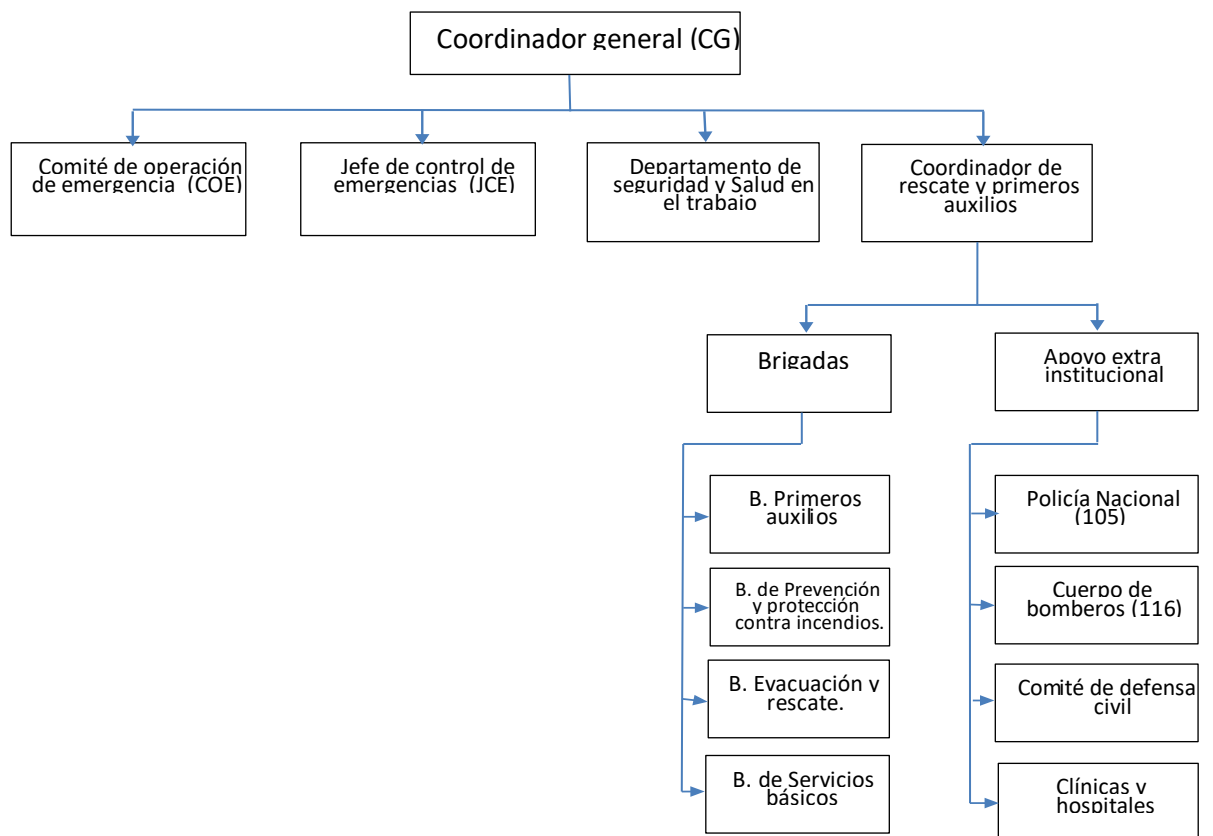 Coordinador general (CG)
Comité de operación
de emergencia (COE)
Jefe de control de
emergencias (JCE)
Departamento de
seguridad y Salud en
el trabajo
Coordinador de
rescate y primeros
auxilios
Brigadas
Apoyo extra
institucional
B. Primeros
auxilios
B. de Prevención
y protección
contra incendios.
B. Evacuación y
rescate.
B. de Servicios
básicos
Policía Nacional
(105)
Cuerpo de
bomberos (116)
Comité de defensa
civil
Clínicas y
hospitales